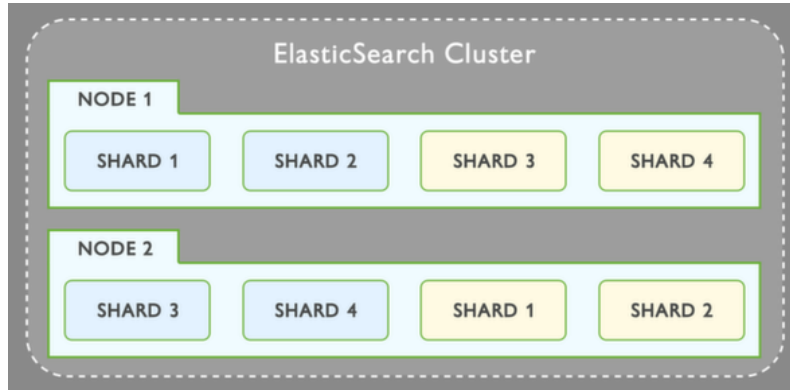 ElasticSearch Cluster
NODE 1
SHARD 1 SHARD 2 SHARD 3 SHARD 4
NODE 2
SHARD 3 SHARD 4 SHARD 1 SHARD 2